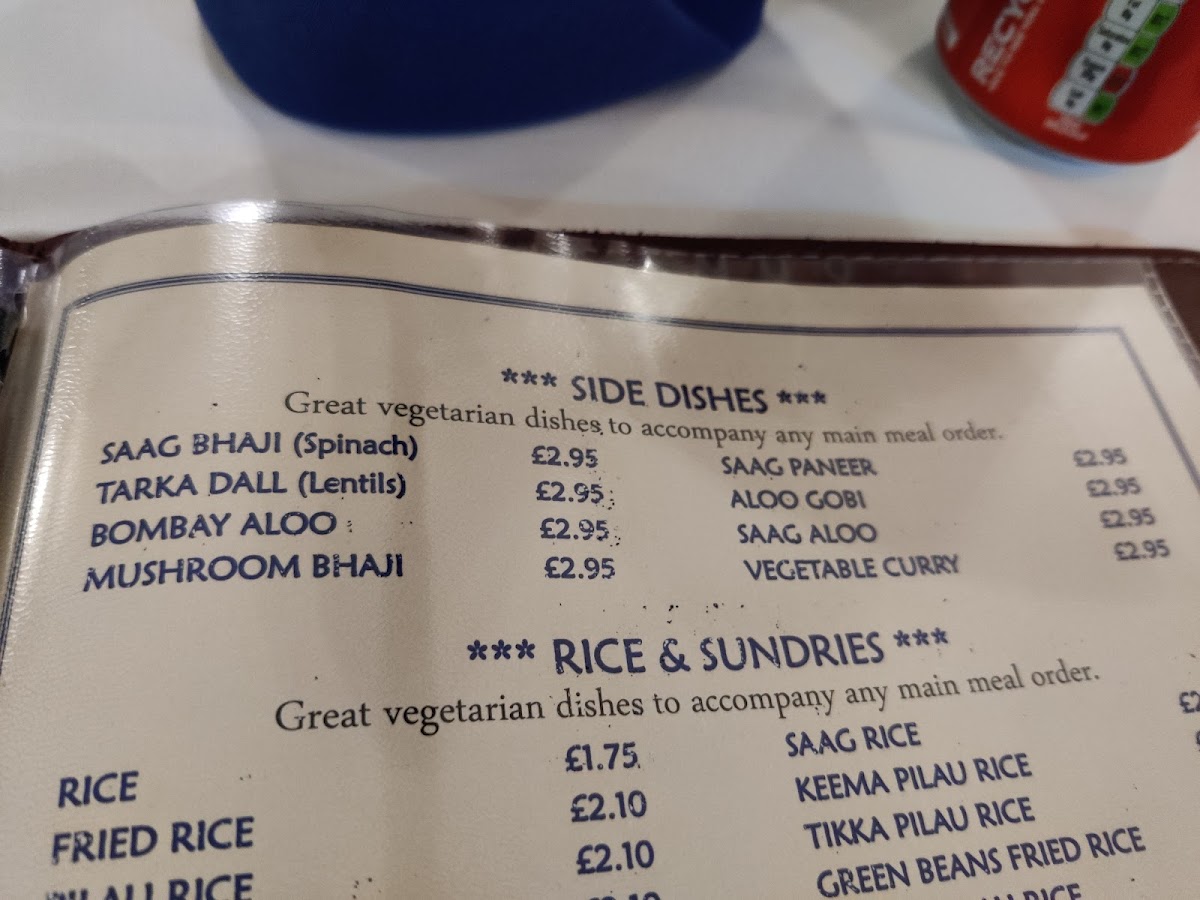 RECYC
*** SIDE DISHES ***
Great vegetarian dishes to accompany any main meal order.
SAAG BHAJI (Spinach) £2.95 SAAG PANEER £2.95
TARKA DALL (Lentils) £2.95 ALOO GOBI £2.95
BOMBAY ALOO £2.95 SAAG ALOO £2.95
MUSHROOM BHAJI £2.95 VEGETABLE CURRY £2.95
*** RICE & SUNDRIES ***
Great vegetarian dishes to accompany any main meal order.
RICE £1.75 SAAG RICE
FRIED RICE £2.10 KEEMA PILAU RICE
RICE £2.10 TIKKA PILAU RICE
GREEN BEANS FRIED RICE
RICE